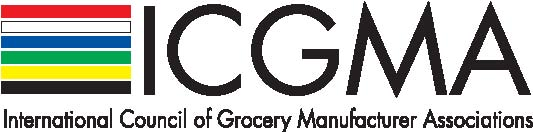 ICGMA
International Council of Grocery Manufacturer Associations